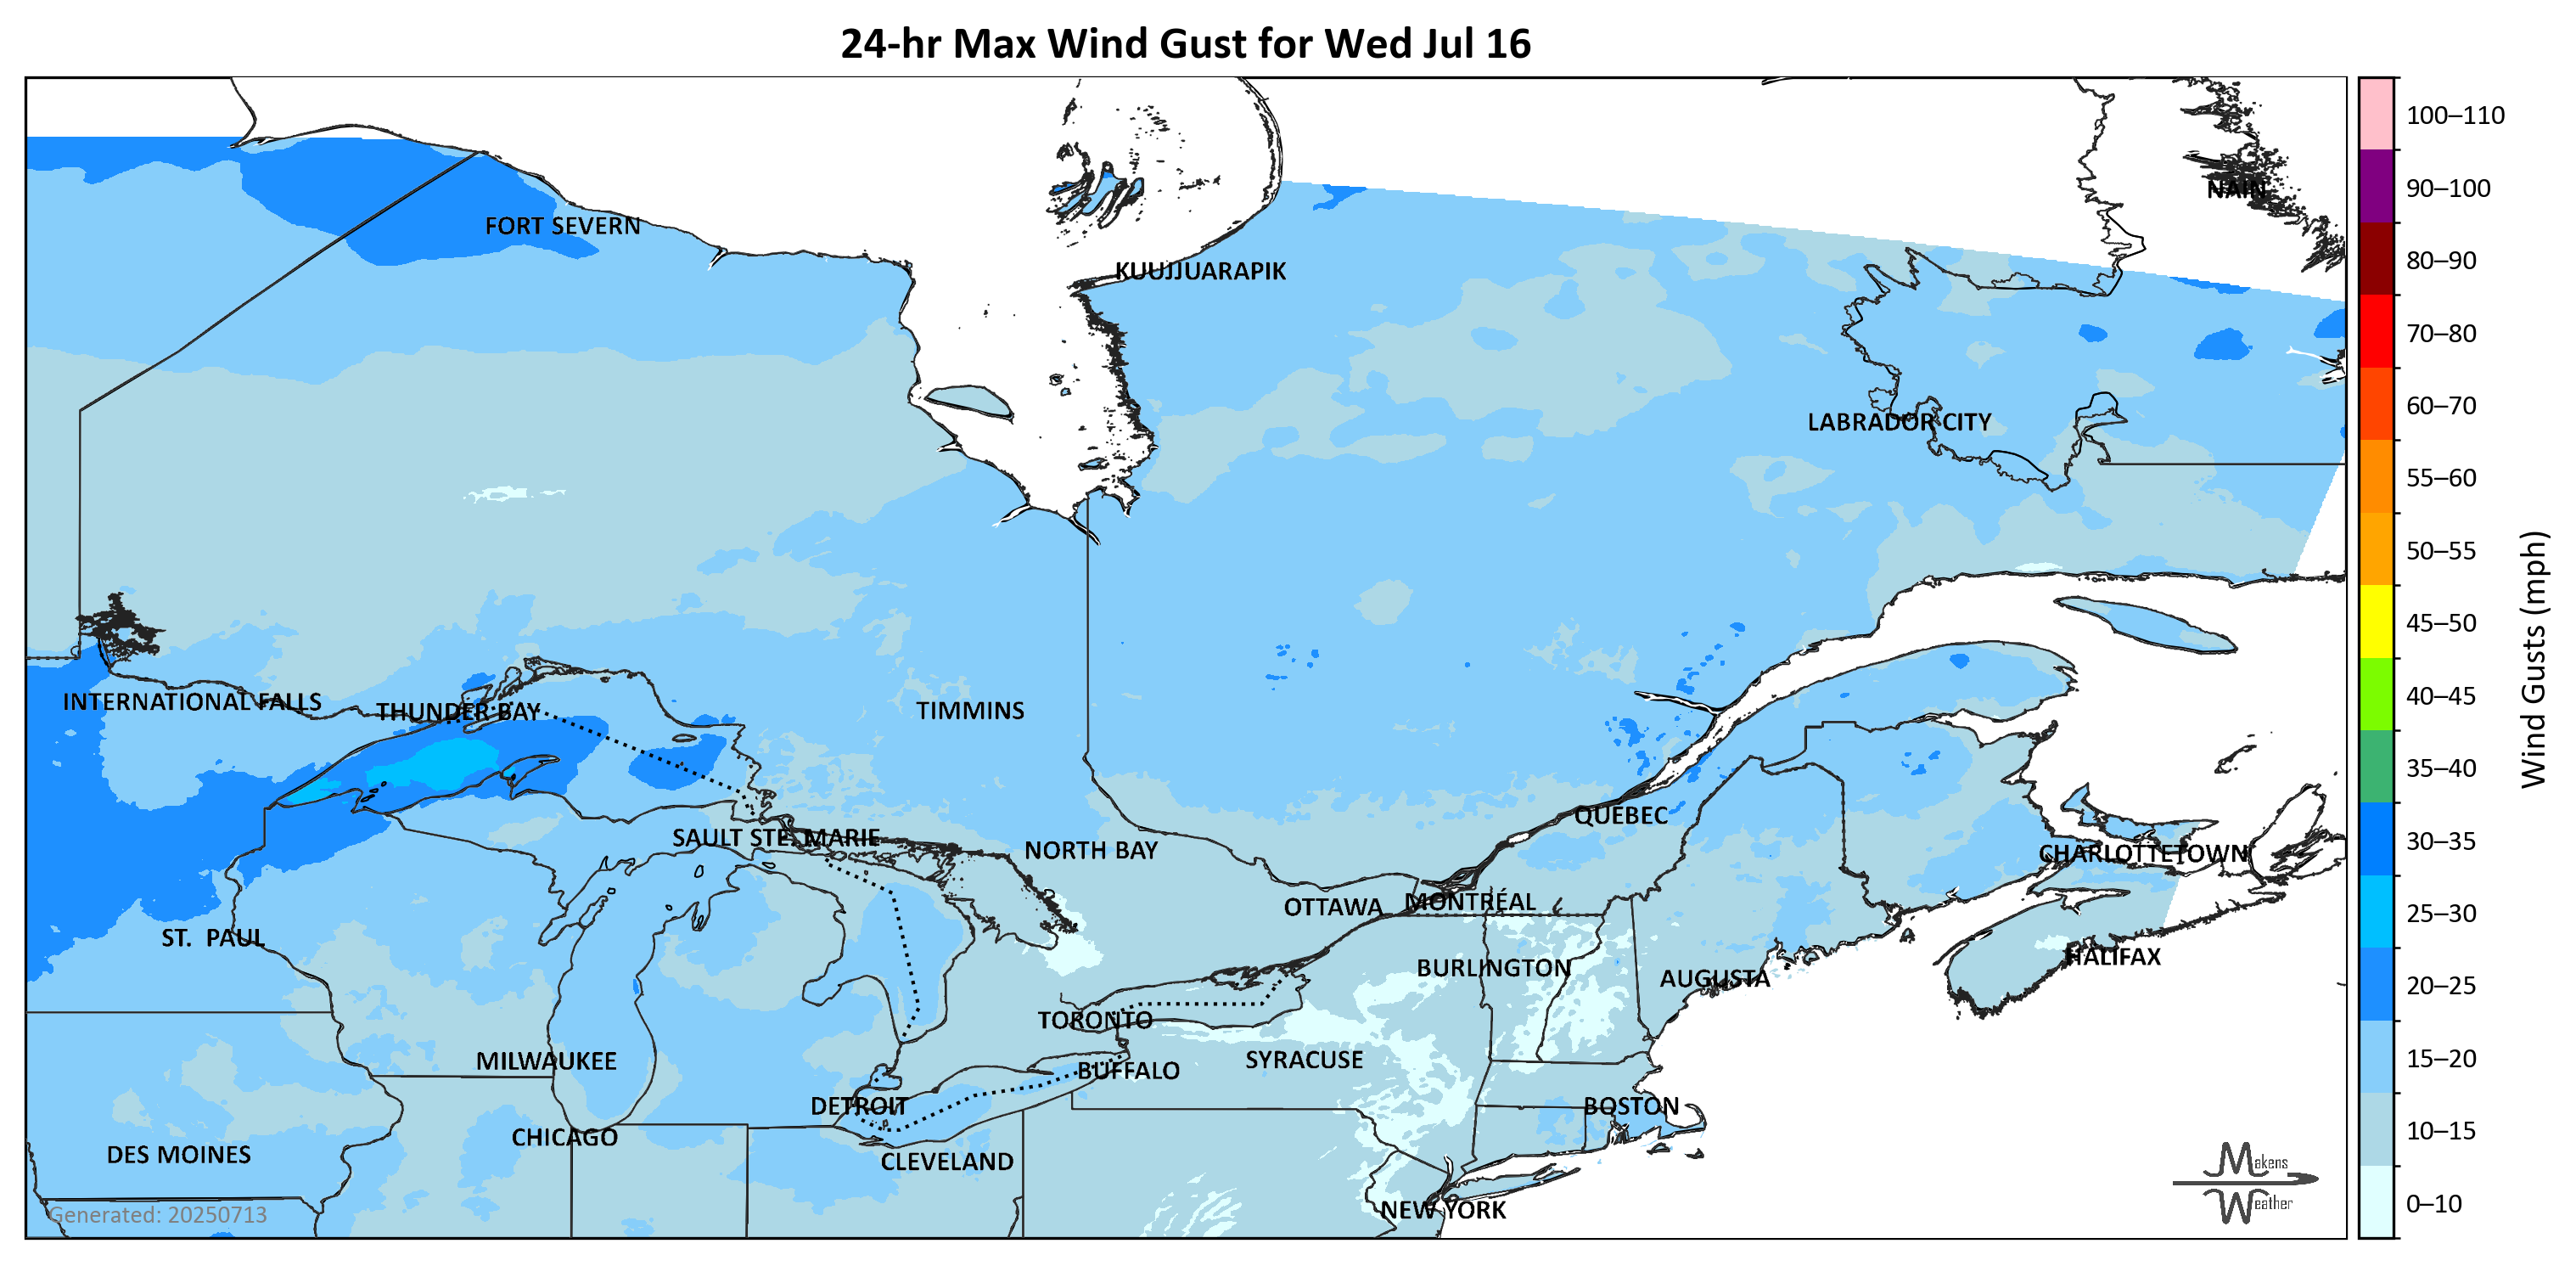 24-hr Max Wind Gust for Wed Jul 16
100–110
90–100
NAIN
FORT SEVERN
80–90
KUUJJUARAPIK
70–80
60–70
LABRADOR CITY
55–60
50–55
45–50
Wind Gusts (mph)
INTERNATIONAL FALLS
THUNDER BAY
TIMMINS
40–45
35–40
QUEBEC
SAULT STE. MARIE
NORTH BAY
CHARLOTTETOWN
30–35
OTTAWA
MONTRÉAL
25–30
ST. PAUL
BURLINGTON
AUGUSTA
HALIFAX
20–25
TORONTO
MILWAUKEE
BUFFALO
SYRACUSE
15–20
DETROIT
BOSTON
CHICAGO
10–15
DES MOINES
CLEVELAND
Makens
Weather
NEW YORK
0–10
Generated: 20250713